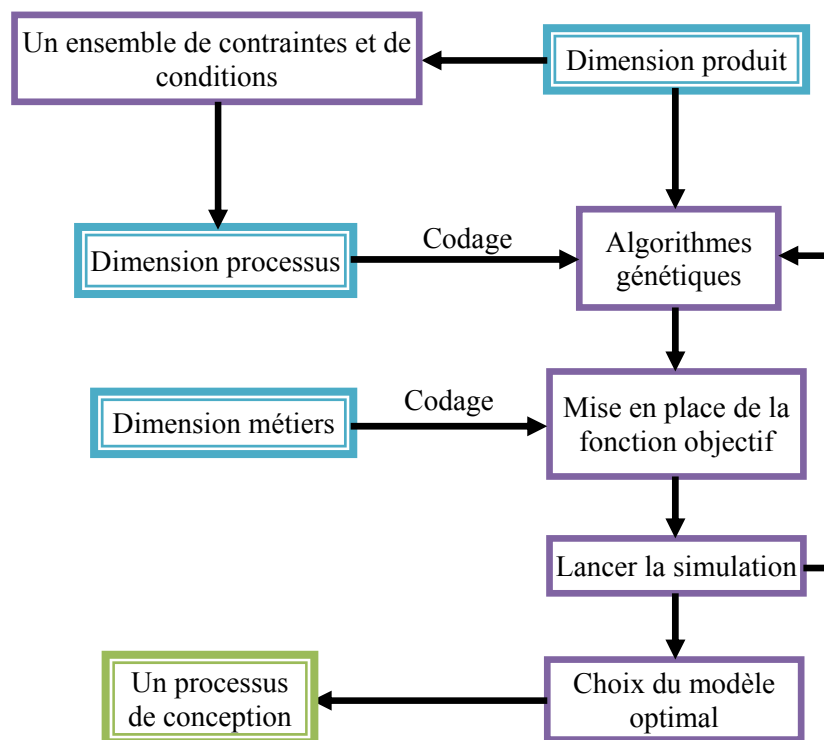 Un ensemble de contraintes et de
conditions
Dimension produit
Dimension processus
Codage
Algorithmes
génétiques
Dimension métiers
Codage
Mise en place de la
fonction objectif
Lancer la simulation
Un processus
de conception
Choix du modèle
optimal